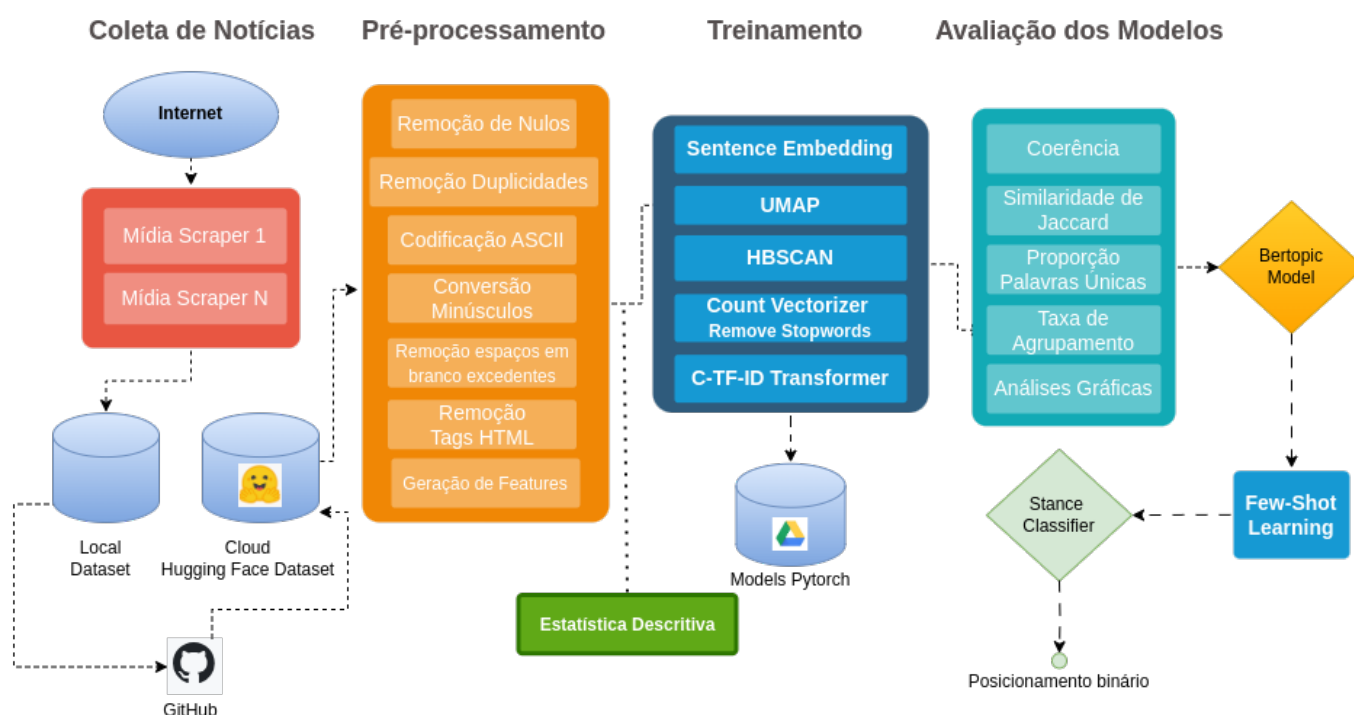 Coleta de Notícias
Pré-processamento
Treinamento
Avaliação dos Modelos
Internet
Mídia Scraper 1
Mídia Scraper N
Local
Dataset
Cloud
Hugging Face Dataset
GitHub
Remoção de Nulos
Remoção Duplicidades
Codificação ASCII
Conversão
Minúsculos
Remoção espaços em
branco excedentes
Remoção
Tags HTML
Geração de Features
Estatística Descritiva
Sentence Embedding
UMAP
HBSCAN
Count Vectorizer
Remove Stopwords
C-TF-ID Transformer
Models Pytorch
Coerência
Similaridade de
Jaccard
Proporção
Palavras Únicas
Taxa de
Agrupamento
Análises Gráficas
Bertopic
Model
Few-Shot
Learning
Stance
Classifier
Posicionamento binário